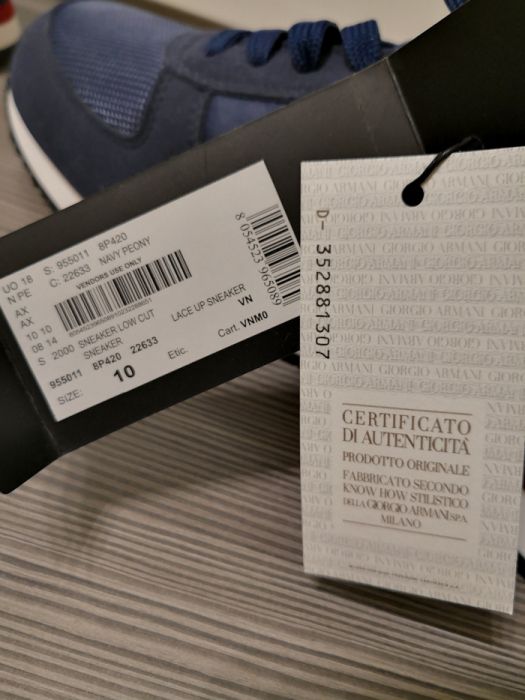 UO 18 S: 955011 8P420
N PE C: 22633 NAVY PEONY
AX VENDORS USE ONLY
AX
10 10
08 14
S 2000 SNEAKER LOW CUT LACE UP SNEAKER
SNEAKER VN
955011 8P420 22633 Etic. Cart. VNM0
SIZE: 10
8 054523 965089
D- 352881307
GIORGIO ARMANI
CERTIFICATO
DI AUTENTICITÀ
PRODOTTO ORIGINALE
FABBRICATO SECONDO
KNOW HOW STILISTICO
DELLA GIORGIO ARMANI SPA
MILANO